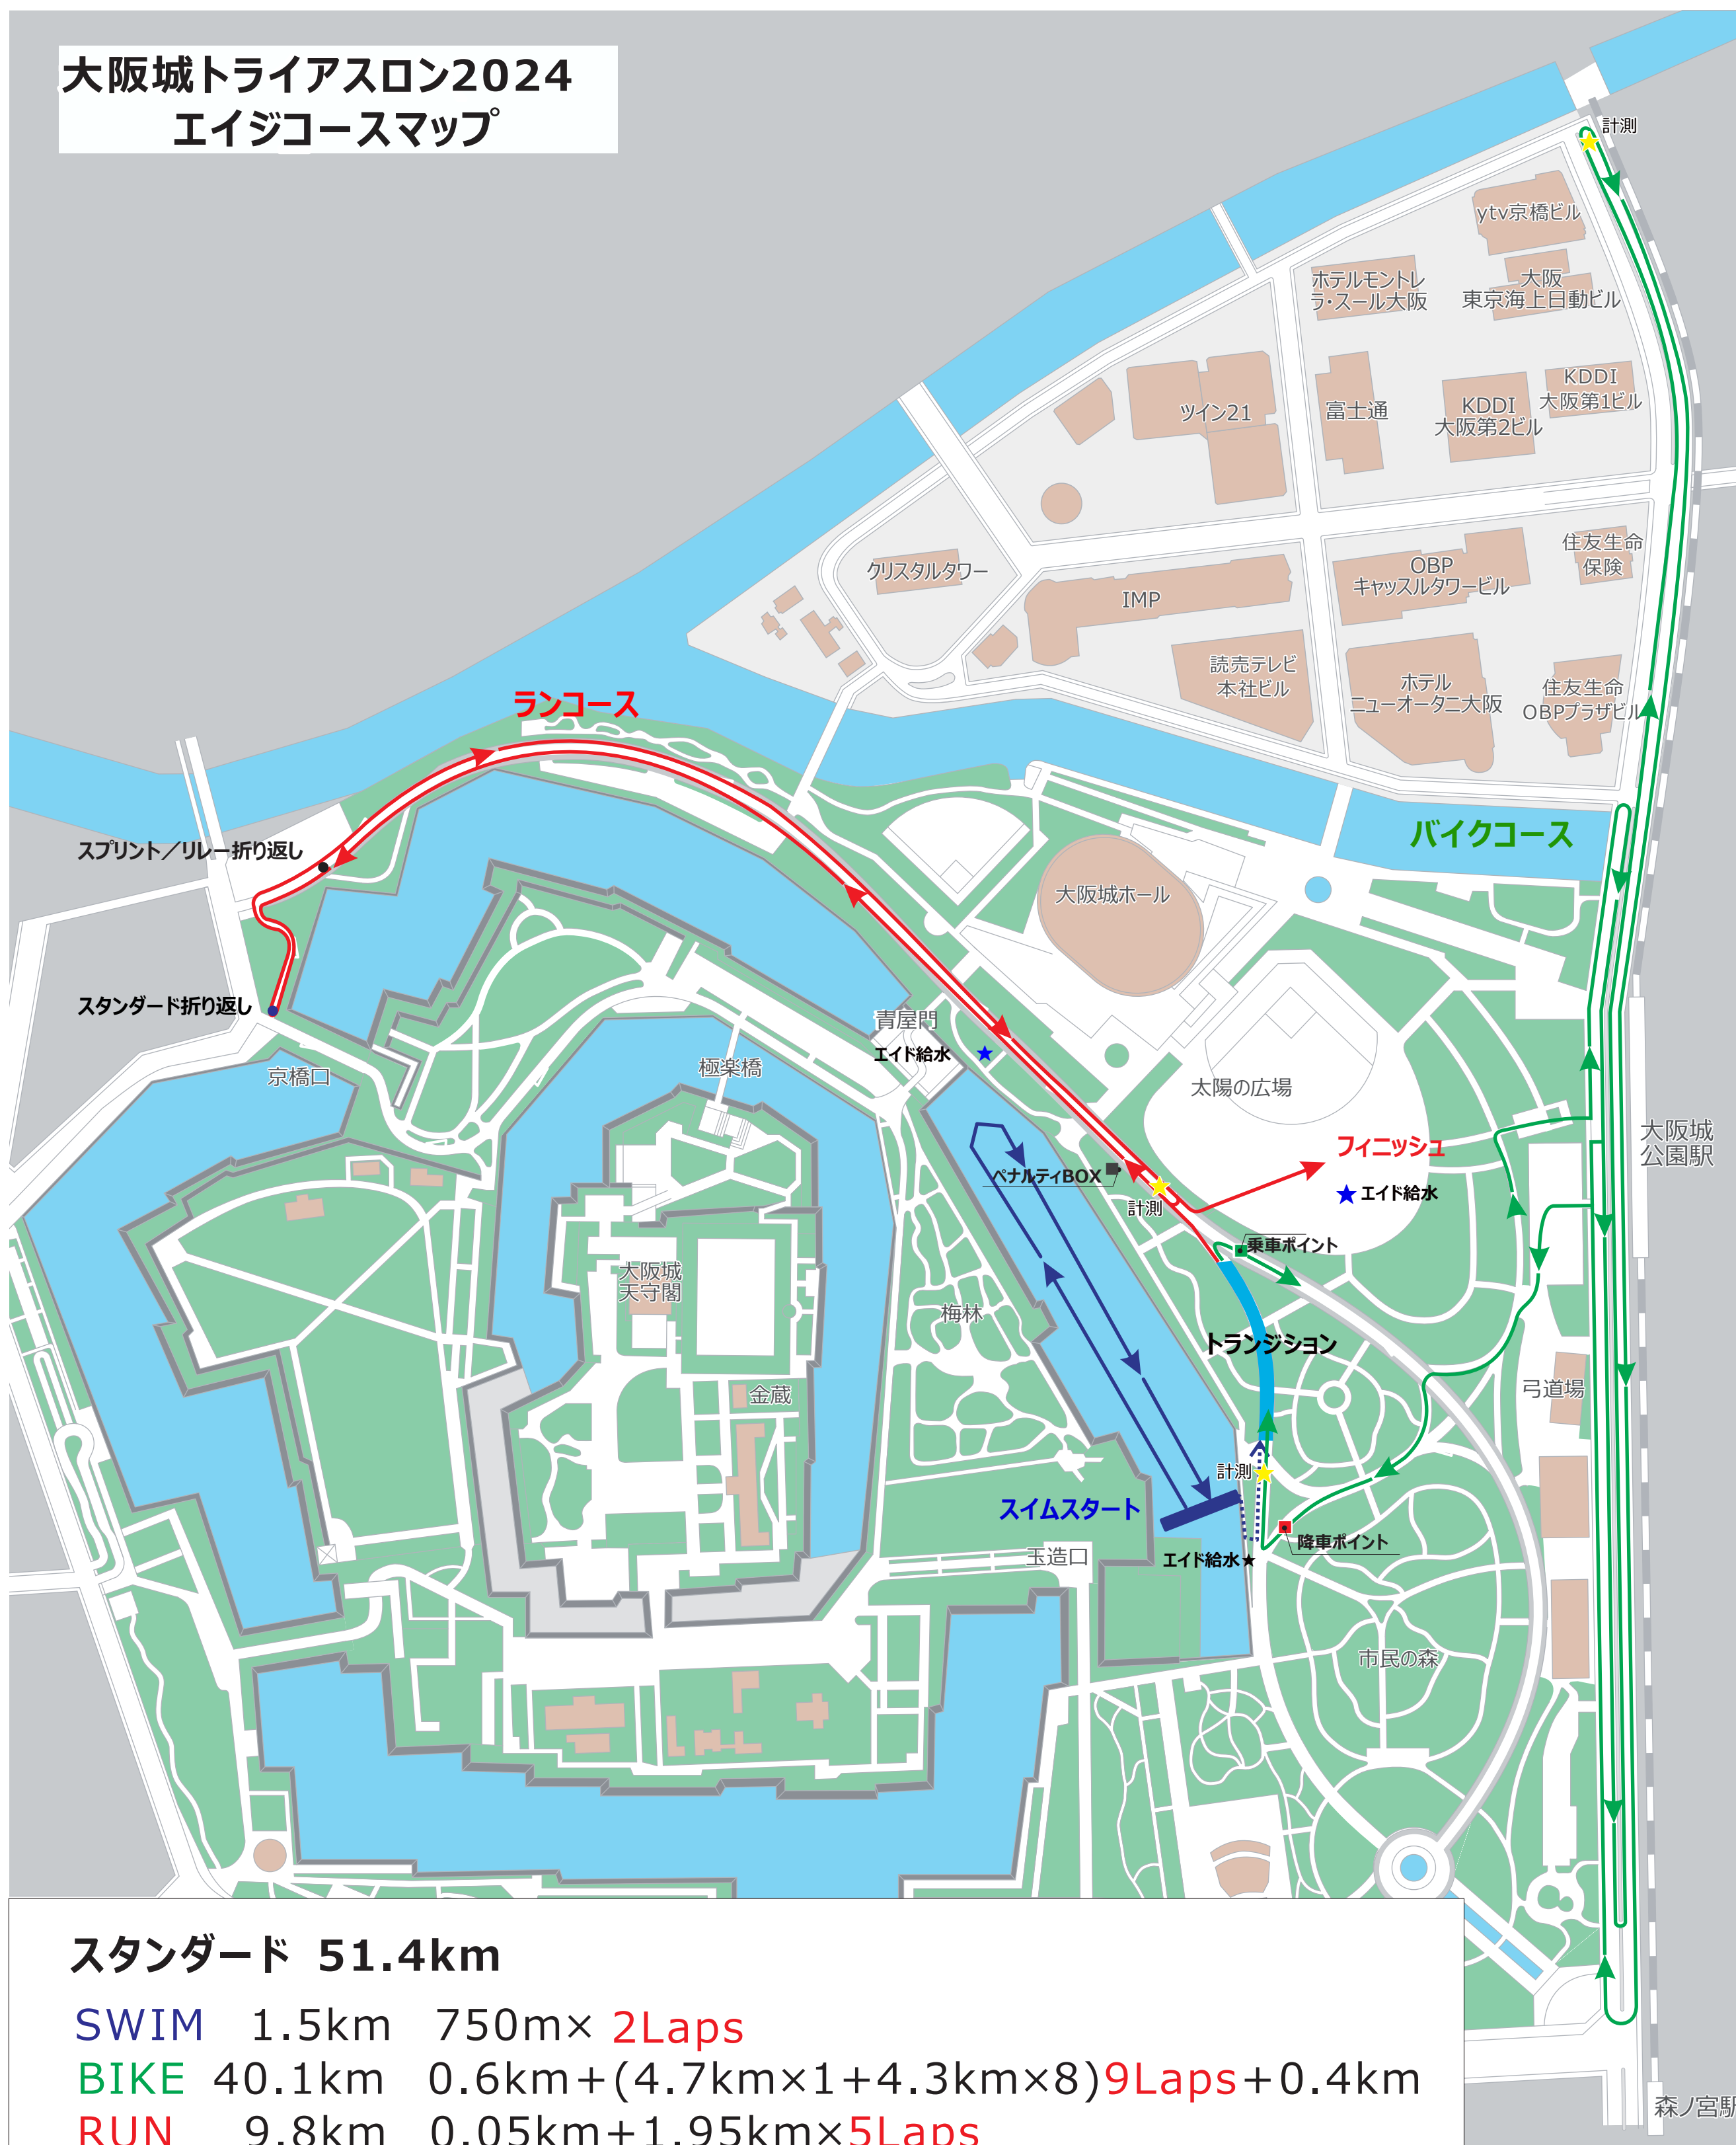 大阪城トライアスロン2024
エイジコースマップ
計測
ytv京橋ビル
ホテルモントレ
ラ・スール大阪
大阪
東京海上日動ビル
ツイン21
富士通
KDDI
大阪第2ビル
KDDI
大阪第1ビル
クリスタルタワー
IMP
OBP
キャッスルタワービル
住友生命
保険
読売テレビ
本社ビル
ホテル
ニューオータニ大阪
住友生命
OBPプラザビル
ランコース
バイクコース
スプリント／リレー折り返し
大阪城ホール
スタンダード折り返し
青屋門
エイド給水
京橋口
極楽橋
太陽の広場
大阪城
公園駅
フィニッシュ
ペナルティBOX
エイド給水
計測
乗車ポイント
大阪城
天守閣
梅林
トランジション
弓道場
金蔵
計測
スイムスタート
降車ポイント
玉造口
エイド給水★
市民の森
スタンダード 51.4km
SWIM 1.5km 750m× 2Laps
BIKE 40.1km 0.6km+(4.7km×1+4.3km×8)9Laps+0.4km
森ノ宮駅
RUN 9.8km 0.05km+1.95km×5Laps